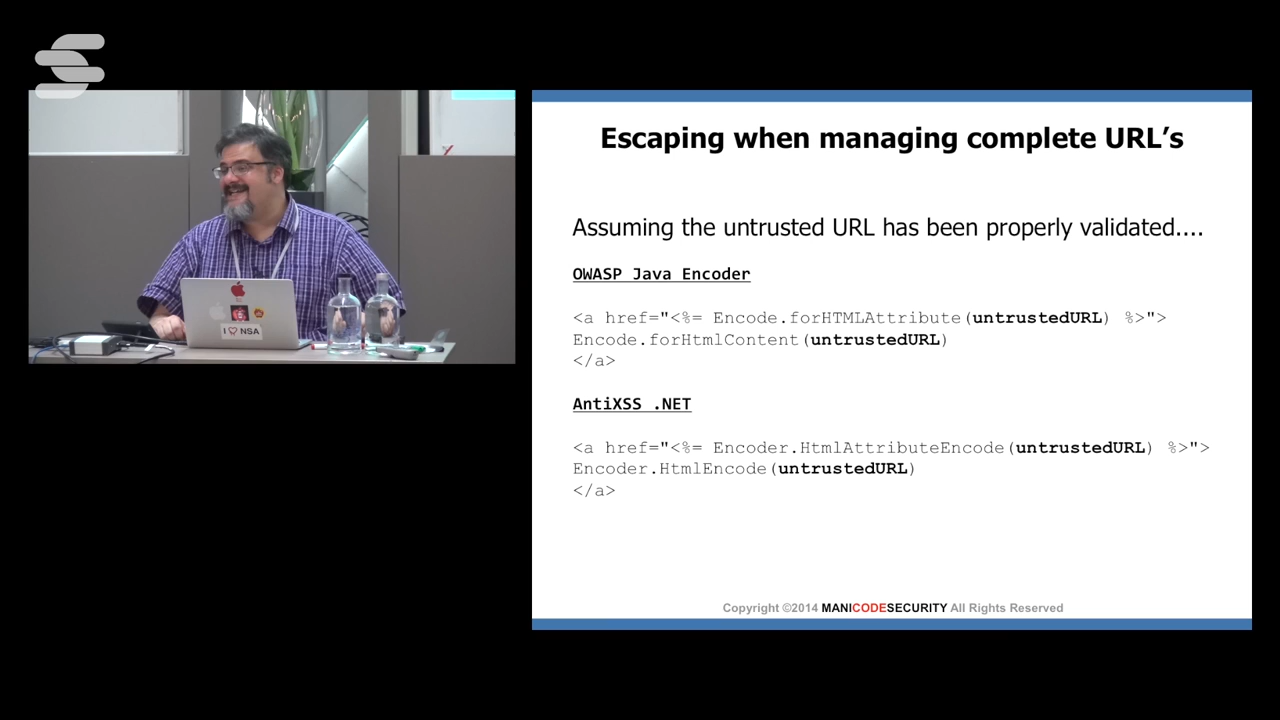 I ♡ NSA
Escaping when managing complete URL's
Assuming the untrusted URL has been properly validated....
OWASP Java Encoder
<a href="<%= Encode.forHTMLAttribute(untrustedURL) %>">
Encode.forHtmlContent(untrustedURL)
</a>
AntiXSS .NET
<a href="<%= Encoder.HtmlAttributeEncode(untrustedURL) %>">
Encoder.HtmlEncode(untrustedURL)
</a>
Copyright ©2014 MANICODESECURITY All Rights Reserved